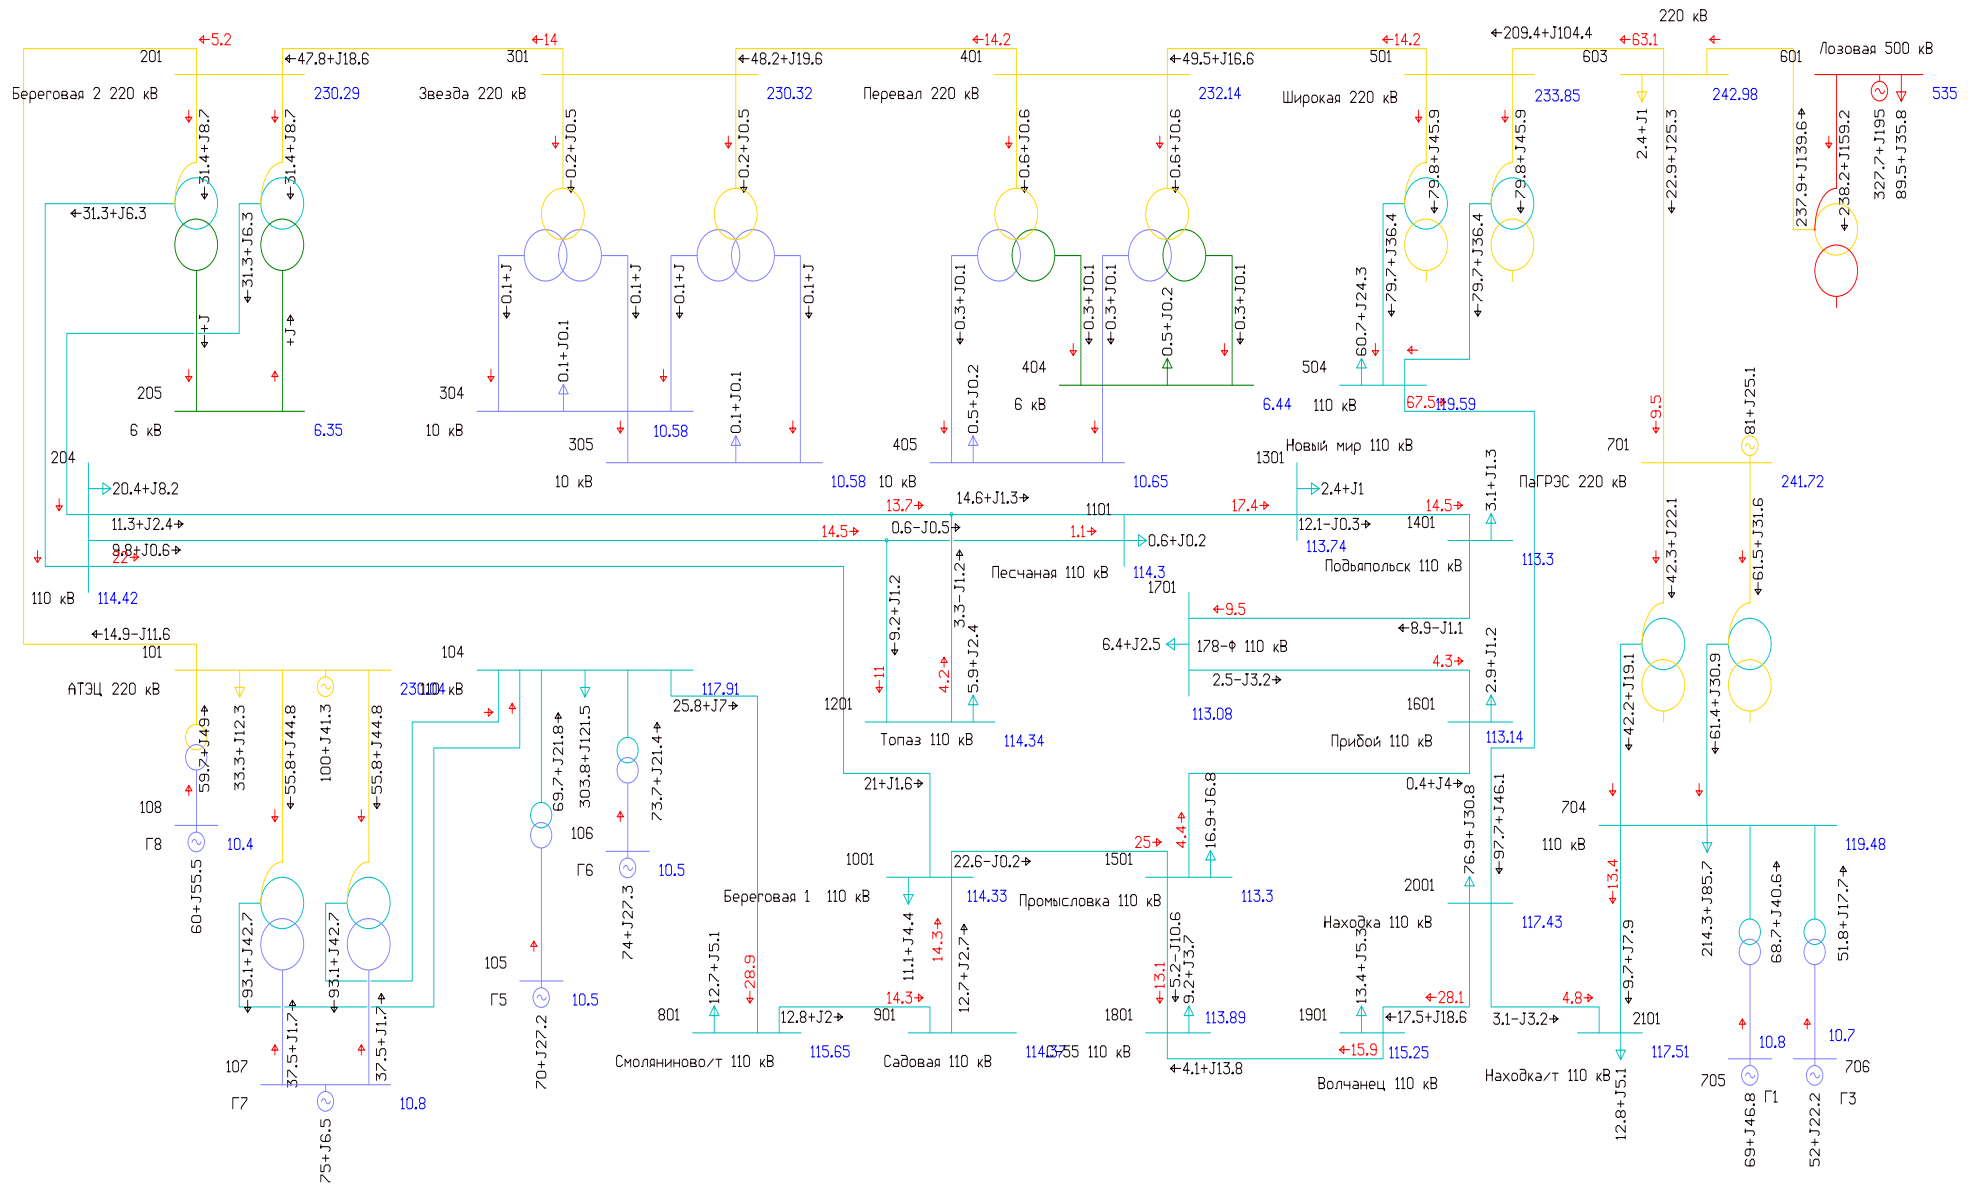 220 кВ
←209.4+J104.4
←5.2
←14
←14.2
←14.2
←63.1
←
201
301
401
501
603
601
Лозовая 500 кВ
←47.8+J18.6
←48.2+J19.6
←49.5+J16.6
Береговая 2 220 кВ
230.29
Звезда 220 кВ
230.32
Перевал 220 кВ
232.14
Широкая 220 кВ
233.85
242.98
535
←31.4+J8.7
←31.4+J8.7
←0.2+J0.5
←0.2+J0.5
←0.6+J0.6
←0.6+J0.6
←79.8+J45.9
←79.8+J45.9
2.4+J1
←22.9+J25.3
237.9+J139.6→
←238.2+J159.2
327.7+J195
89.5+J35.8
←31.3+J6.3
←31.3+J6.3
←+J
+J→
←0.1+J
←0.1+J
←0.1+J
←0.1+J
0.1+J0.1
0.1+J0.1
←0.3+J0.1
←0.3+J0.1
←0.3+J0.1
←0.3+J0.1
0.5+J0.2
0.5+J0.2
←79.7+J36.4
←79.7+J36.4
60.7+J24.3
205
6 кВ
6.35
304
10 кВ
10.58
305
10 кВ
10.58
404
6 кВ
6.44
405
10 кВ
10.65
504
110 кВ
67.5→
119.59
←9.5
81+J25.1
701
ПаГРЭС 220 кВ
241.72
204
20.4+J8.2
11.3+J2.4→
9.8+J0.6→
22→
110 кВ
114.42
13.7→
14.6+J1.3→
14.5→
0.6-J0.5→
1101
1.1→
0.6+J0.2
Песчаная 110 кВ
114.3
Новый мир 110 кВ
1301
2.4+J1
17.4→
12.1-J0.3→
113.74
14.5→
3.1+J1.3
1401
Подьяпольск 110 кВ
113.3
←9.2+J1.2
3.3-J1.2→
←11
4.2→
5.9+J2.4
1201
Топаз 110 кВ
114.34
1701
←9.5
←8.9-J1.1
6.4+J2.5
178-Ф 110 кВ
4.3→
2.5-J3.2→
113.08
2.9+J1.2
1601
Прибой 110 кВ
113.14
0.4+J4→
←42.3+J22.1
←61.5+J31.6
←42.2+J19.1
←61.4+J30.9
←14.9-J11.6
101
АТЭЦ 220 кВ
230.04
104
110 кВ
117.91
25.8+J7→
59.7+J49→
33.3+J12.3
←55.8+J44.8
100+J41.3
←55.8+J44.8
108
Г8
10.4
60+J55.5
69.7+J21.8→
303.8+J121.5
73.7+J21.4→
106
Г6
10.5
74+J27.3
105
Г5
10.5
70+J27.2
←93.1+J42.7
←93.1+J42.7
37.5+J1.7→
37.5+J1.7→
107
Г7
10.8
75+J6.5
21+J1.6→
1001
Береговая 1 110 кВ
114.33
11.1+J4.4
22.6-J0.2→
25→
14.3→
12.7+J2.7→
12.7+J5.1
←28.9
801
Смоляниново/т 110 кВ
115.65
14.3→
12.8+J2→
901
Садовая 110 кВ
114.37
4.4→
16.9+J6.8
1501
Промысловка 110 кВ
113.3
←13.1
←5.2-J10.6
9.2+J3.7
1801
113.89
С-55 110 кВ
←4.1+J13.8
←15.9
13.4+J5.3
1901
Волчанец 110 кВ
115.25
←28.1
←17.5+J18.6
76.9+J30.8
←97.7+J46.1
2001
Находка 110 кВ
117.43
4.8→
3.1-J3.2→
2101
Находка/т 110 кВ
117.51
12.8+J5.1
←13.4
←9.7+J7.9
704
110 кВ
119.48
214.3+J85.7
68.7+J40.6→
51.8+J17.7→
10.8
705
Г1
69+J46.8
10.7
706
Г3
52+J22.2